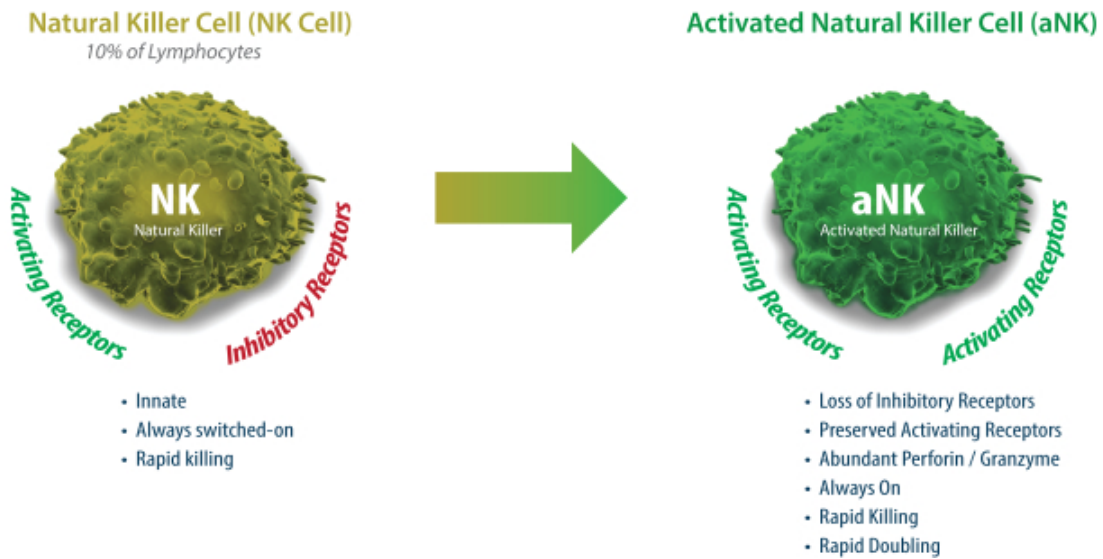 Natural Killer Cell (NK Cell)
10% of Lymphocytes
NK
Natural Killer
Activating Receptors
Inhibitory Receptors
• Innate
• Always switched-on
• Rapid killing
Activated Natural Killer Cell (aNK)
aNK
Activated Natural Killer
Activating Receptors
Activating Receptors
• Loss of Inhibitory Receptors
• Preserved Activating Receptors
• Abundant Perforin / Granzyme
• Always On
• Rapid Killing
• Rapid Doubling